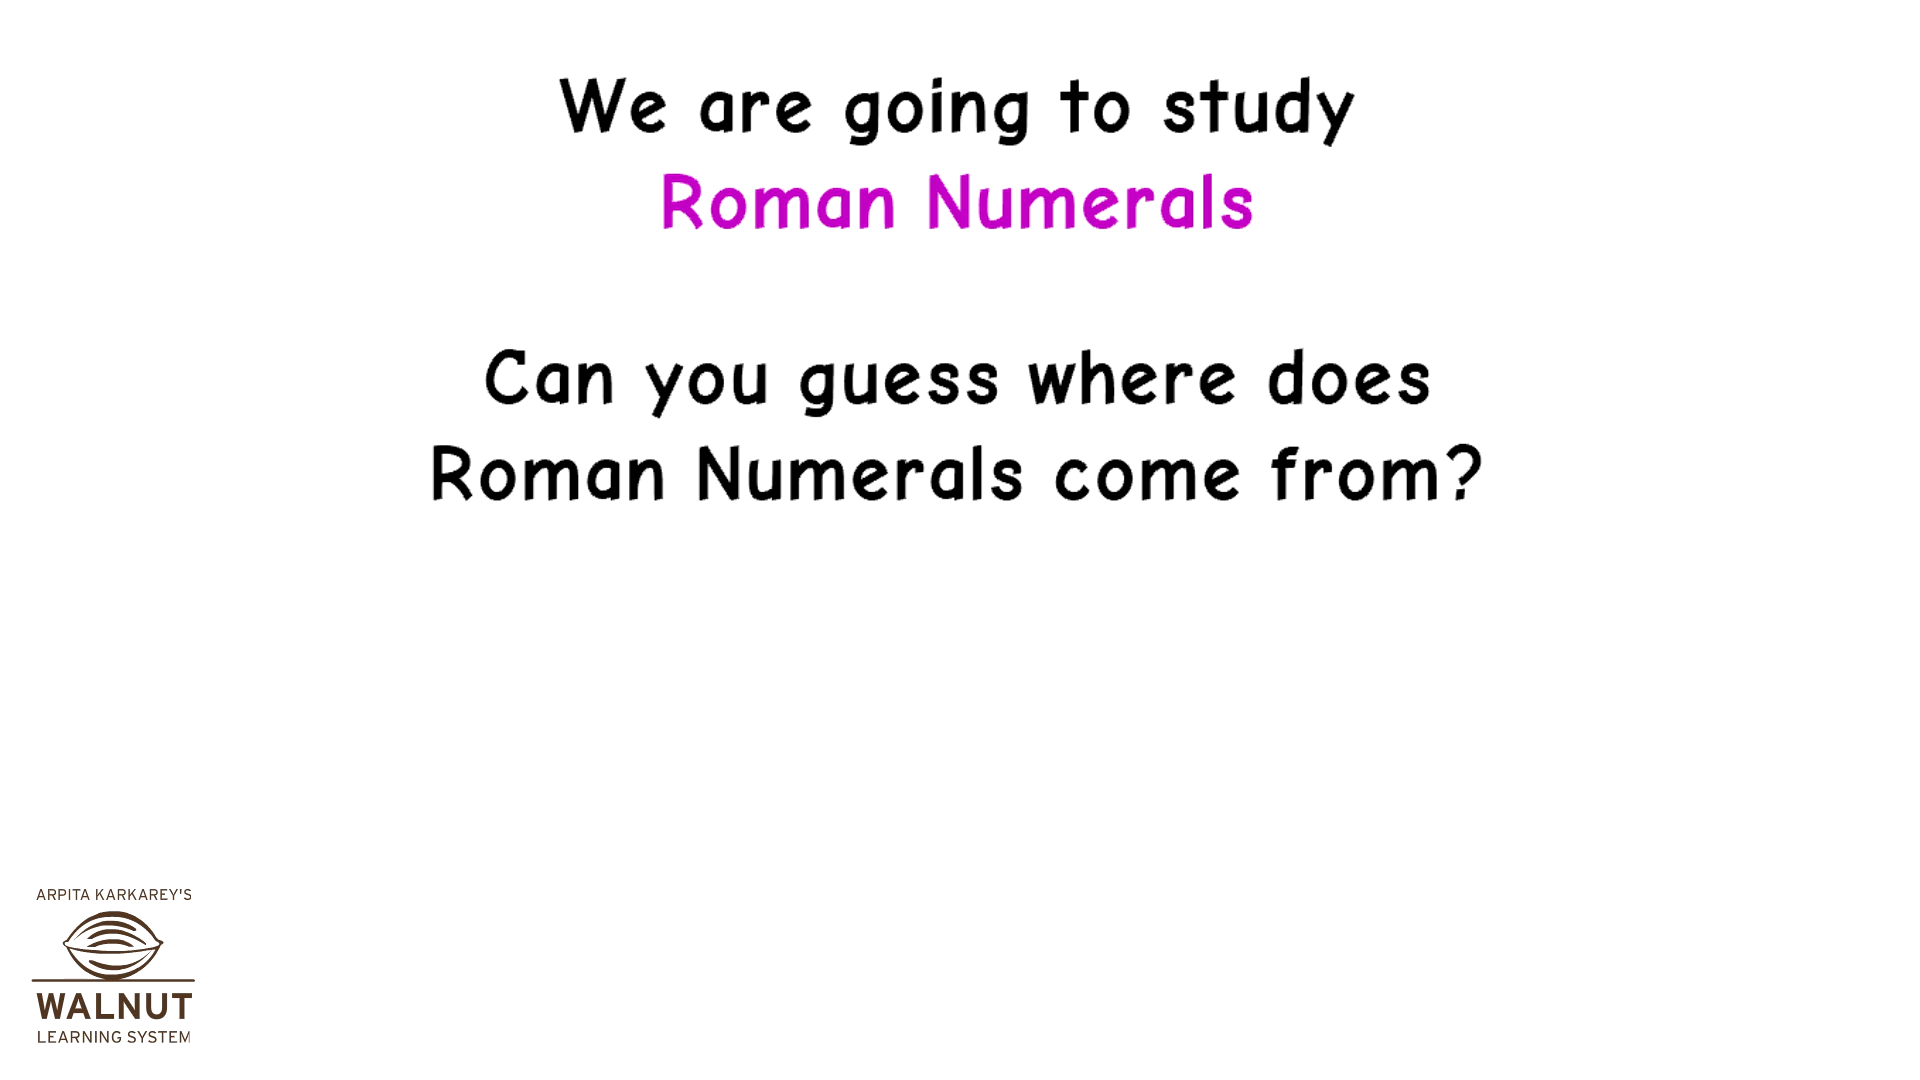 We are going to study
Roman Numerals
Can you guess where does
Roman Numerals come from?
ARPITA KARKAREY'S
WALNUT
LEARNING SYSTEM